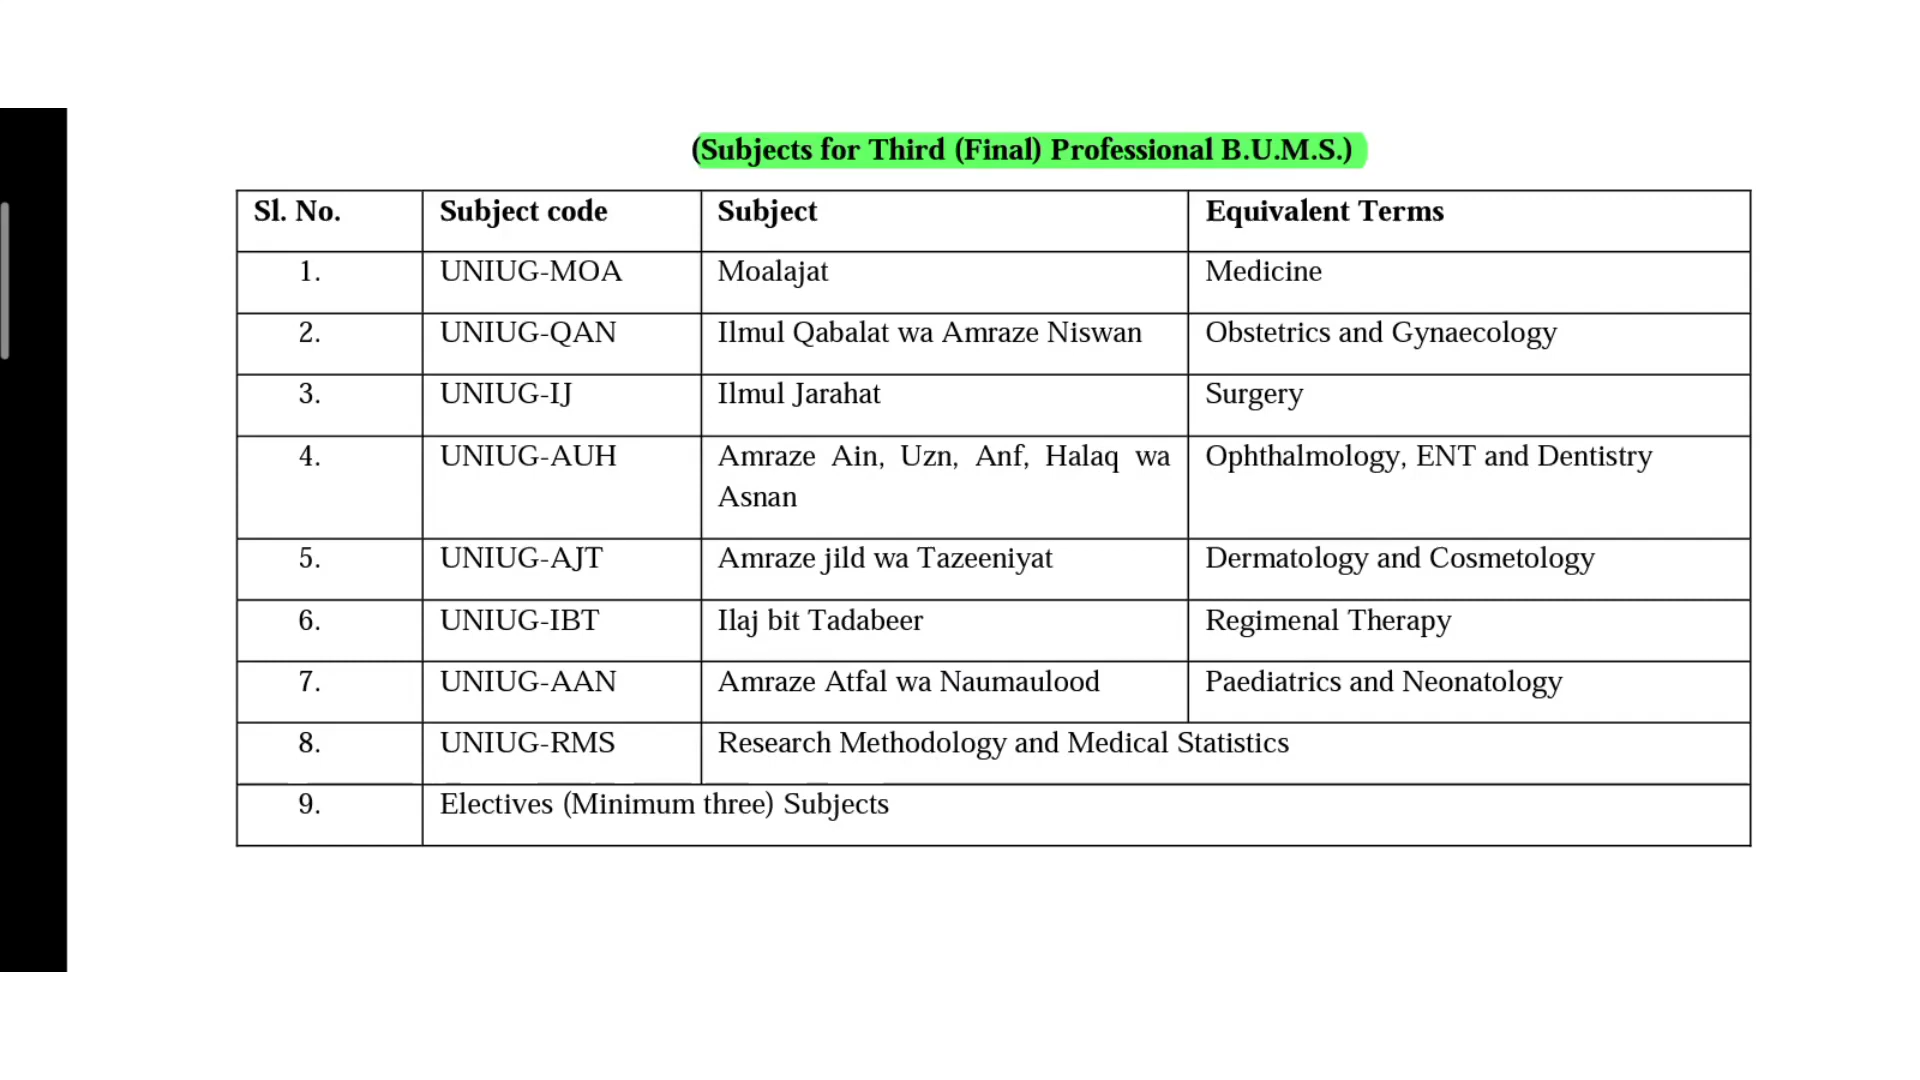 (Subjects for Third (Final) Professional B.U.M.S.)
Sl. No. Subject code Subject Equivalent Terms
1. UNIUG-MOA Moalajat Medicine
2. UNIUG-QAN Ilmul Qabalat wa Amraze Niswan Obstetrics and Gynaecology
3. UNIUG-IJ Ilmul Jarahat Surgery
4. UNIUG-AUH Amraze Ain, Uzn, Anf, Halaq wa Ophthalmology, ENT and Dentistry
Asnan
5. UNIUG-AJT Amraze jild wa Tazeeniyat Dermatology and Cosmetology
6. UNIUG-IBT Ilaj bit Tadabeer Regimenal Therapy
7. UNIUG-AAN Amraze Atfal wa Naumaulood Paediatrics and Neonatology
8. UNIUG-RMS Research Methodology and Medical Statistics
9. Electives (Minimum three) Subjects